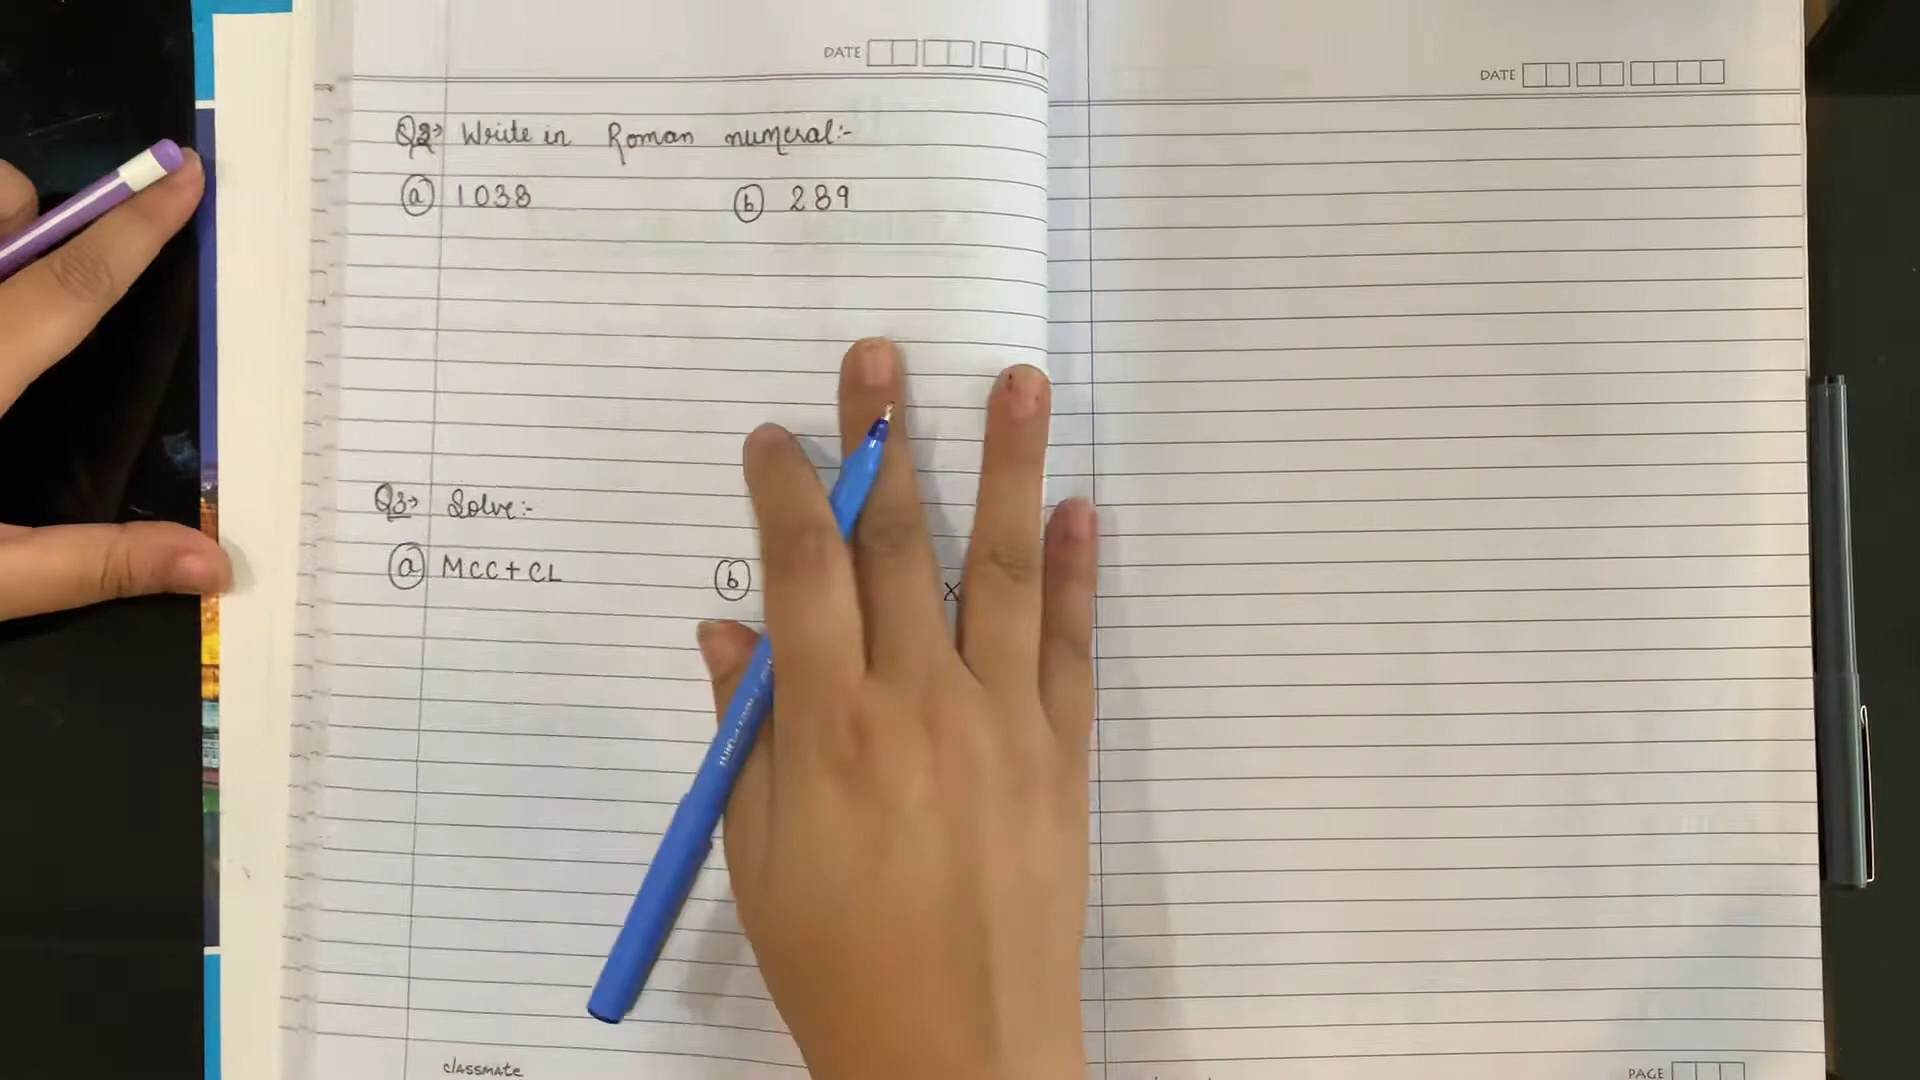 DATE
DATE
Q2→ Write in Roman numeral:-
(a) 1038 (b) 289
Q3→ Solve:-
(a) MCC+CL (b) X
classmate
PAGE